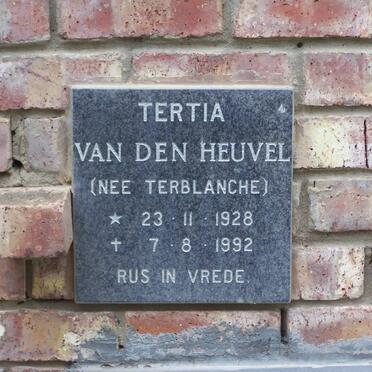 TERTIA
VAN DEN HEUVEL
(NEE TERBLANCHE)
★ 23 · 11 · 1928
✝ 7 · 8 · 1992
RUS IN VREDE